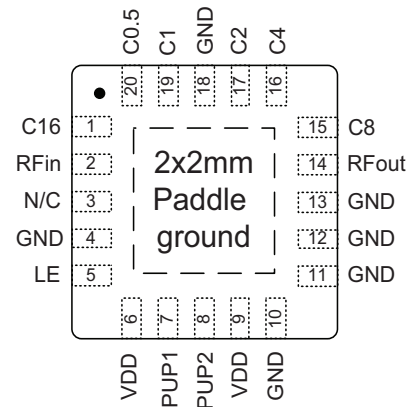 C0.5 C1 GND C2 C4
20 19 18 17 16
C16 1
RFin 2
N/C 3
GND 4
LE 5
2x2mm
Paddle
ground
15 C8
14 RFout
13 GND
12 GND
11 GND
6 7 8 9 10
VDD PUP1 PUP2 VDD GND